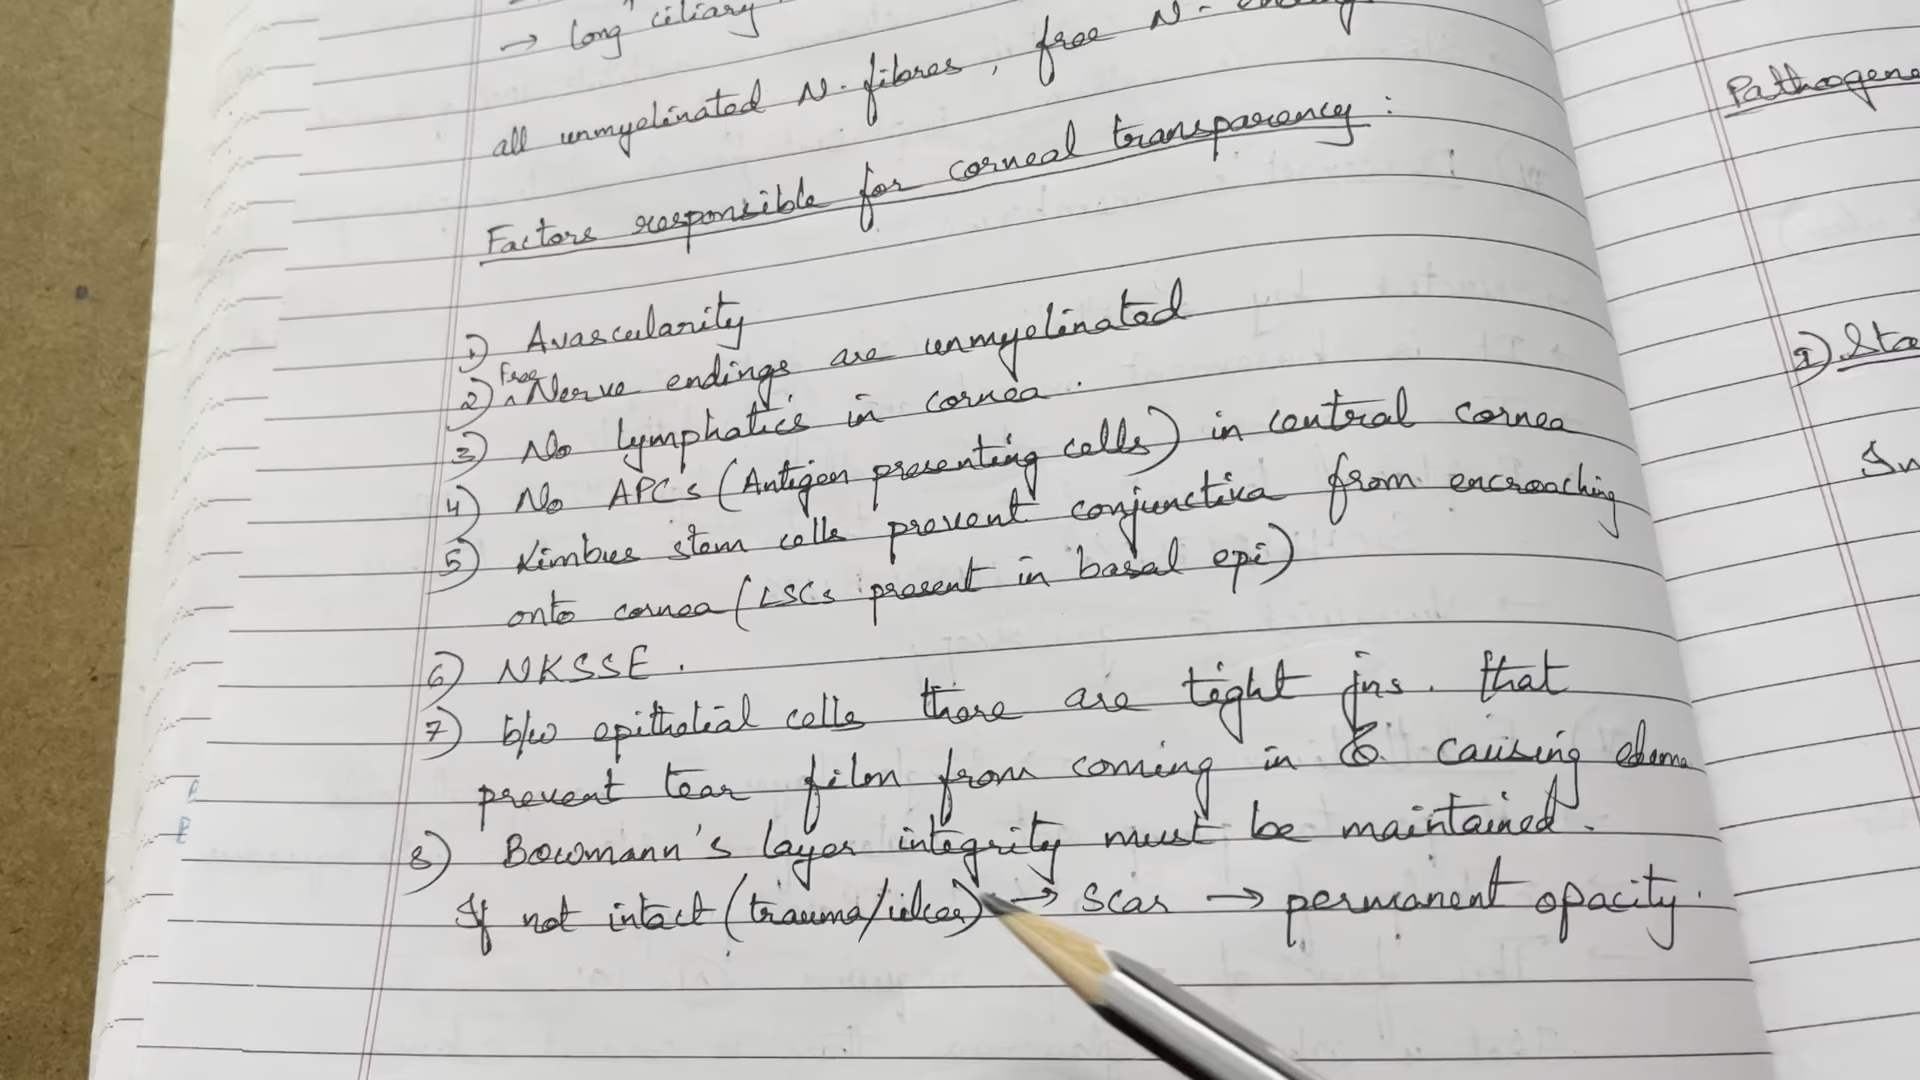 → long ciliary
all unmyelinated N. fibres, free N.
Factors responsible for corneal transparency:
1) Avascularity
2) Free Nerve endings are unmyelinated
3) No lymphatics in cornea.
4) No APCs (Antigen presenting cells) in central cornea
5) Limbus stem cells prevent conjunctiva from encroaching
onto cornea (LSCs present in basal epi)
6) NKSSE.
7) b/w epithelial cells there are tight jns. that
prevent tear film from coming in & causing edema
8) Bowmann's layer integrity must be maintained.
If not intact (trauma/ulcer) → scar → permanent opacity.
Pathogene